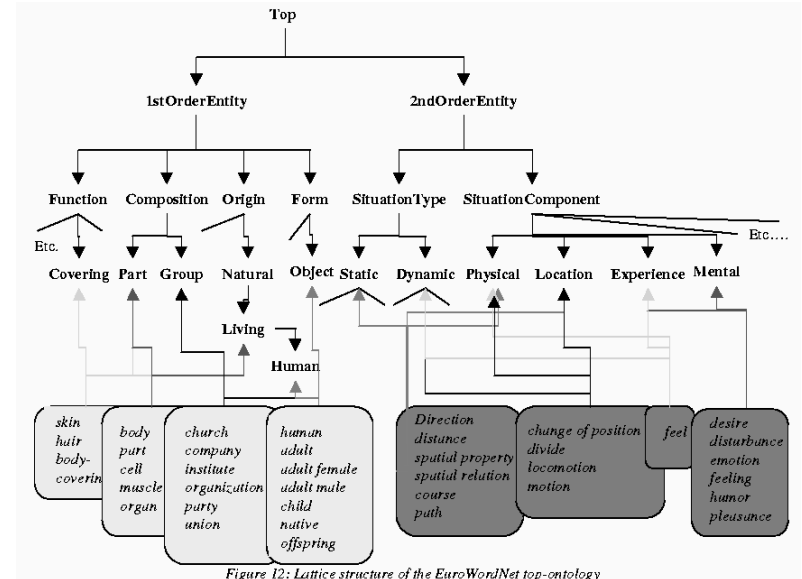 Top
1stOrderEntity 2ndOrderEntity
Function Composition Origin Form SituationType SituationComponent
Etc. Etc....
Covering Part Group Natural Object Static Dynamic Physical Location Experience Mental
Living
Human
skin
hair
body-
coverin
body
part
cell
muscle
organ
church
company
institute
organization
party
union
human
adult
adult female
adult male
child
native
offspring
Direction
distance
spatial property
spatial relation
course
path
change of position
divide
locomotion
motion
feel
desire
disturbance
emotion
feeling
humor
pleasance
Figure 12: Lattice structure of the EuroWordNet top-ontology